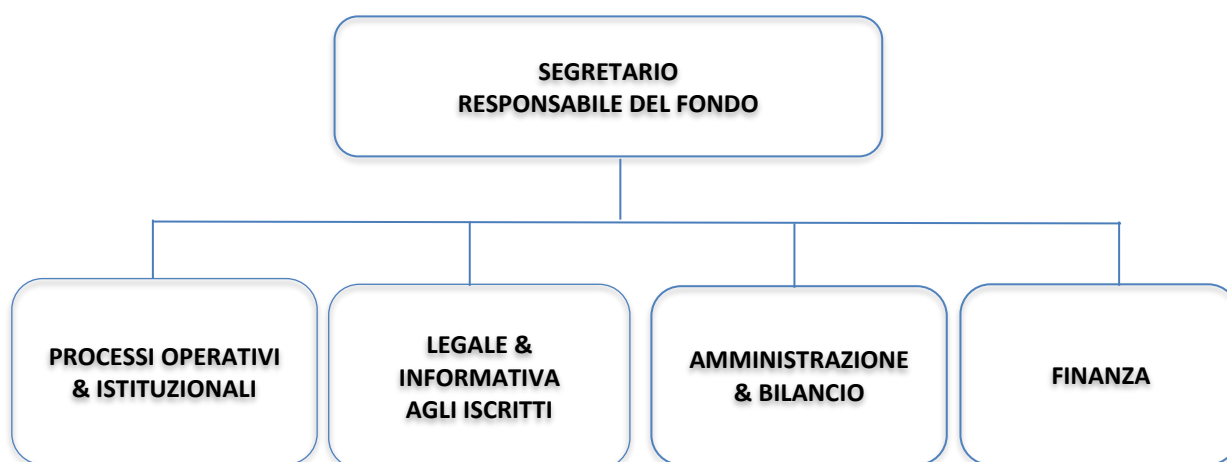 SEGRETARIO
RESPONSABILE DEL FONDO
PROCESSI OPERATIVI
& ISTITUZIONALI
LEGALE &
INFORMATIVA
AGLI ISCRITTI
AMMINISTRAZIONE
& BILANCIO
FINANZA